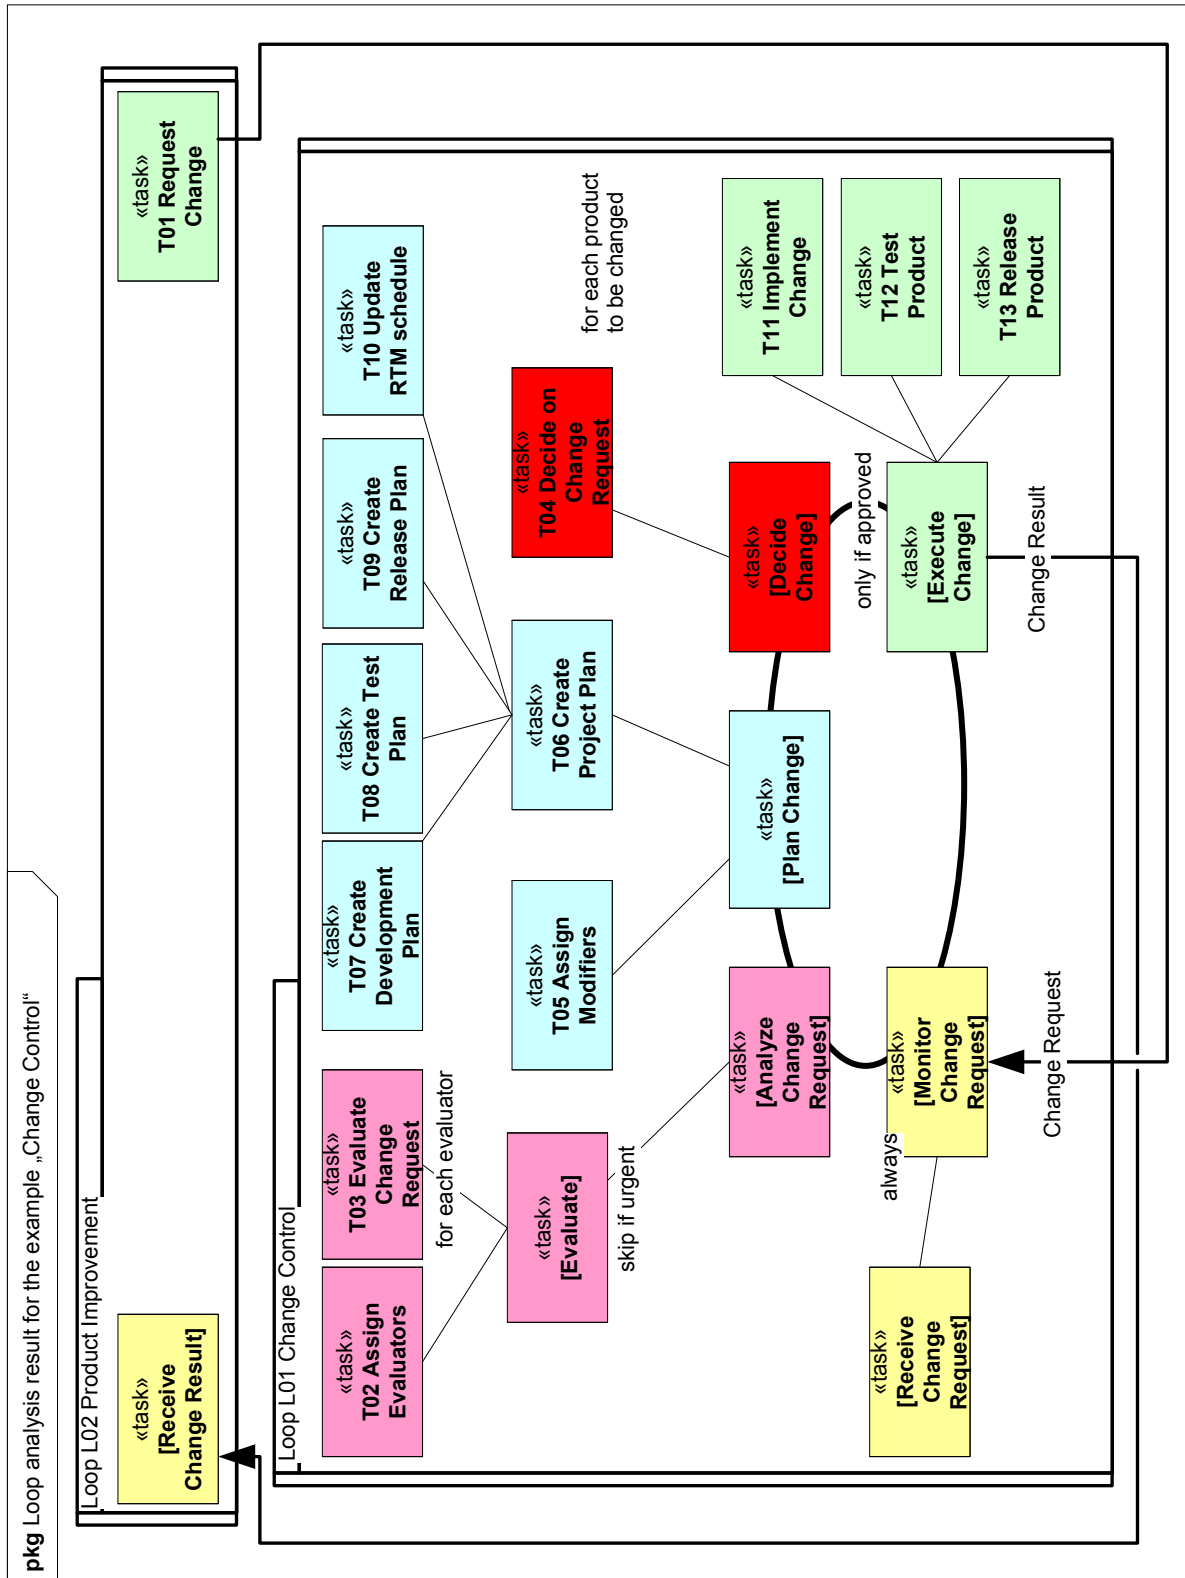 pkg Loop analysis result for the example „Change Control“
Loop L02 Product Improvement
«task»
[Receive
Change Result]
«task»
T01 Request
Change
Loop L01 Change Control
«task»
T02 Assign
Evaluators
«task»
T03 Evaluate
Change
Request
for each evaluator
«task»
T07 Create
Development
Plan
«task»
T08 Create Test
Plan
«task»
T09 Create
Release Plan
«task»
T10 Update
RTM schedule
«task»
[Evaluate]
skip if urgent
«task»
T05 Assign
Modifiers
«task»
T06 Create
Project Plan
«task»
T04 Decide on
Change
Request
for each product
to be changed
«task»
[Analyze
Change
Request]
«task»
[Plan Change]
«task»
[Decide
Change]
only if approved
«task»
T11 Implement
Change
«task»
T12 Test
Product
«task»
T13 Release
Product
«task»
[Receive
Change
Request]
always
«task»
[Monitor
Change
Request]
«task»
[Execute
Change]
Change Request
Change Result